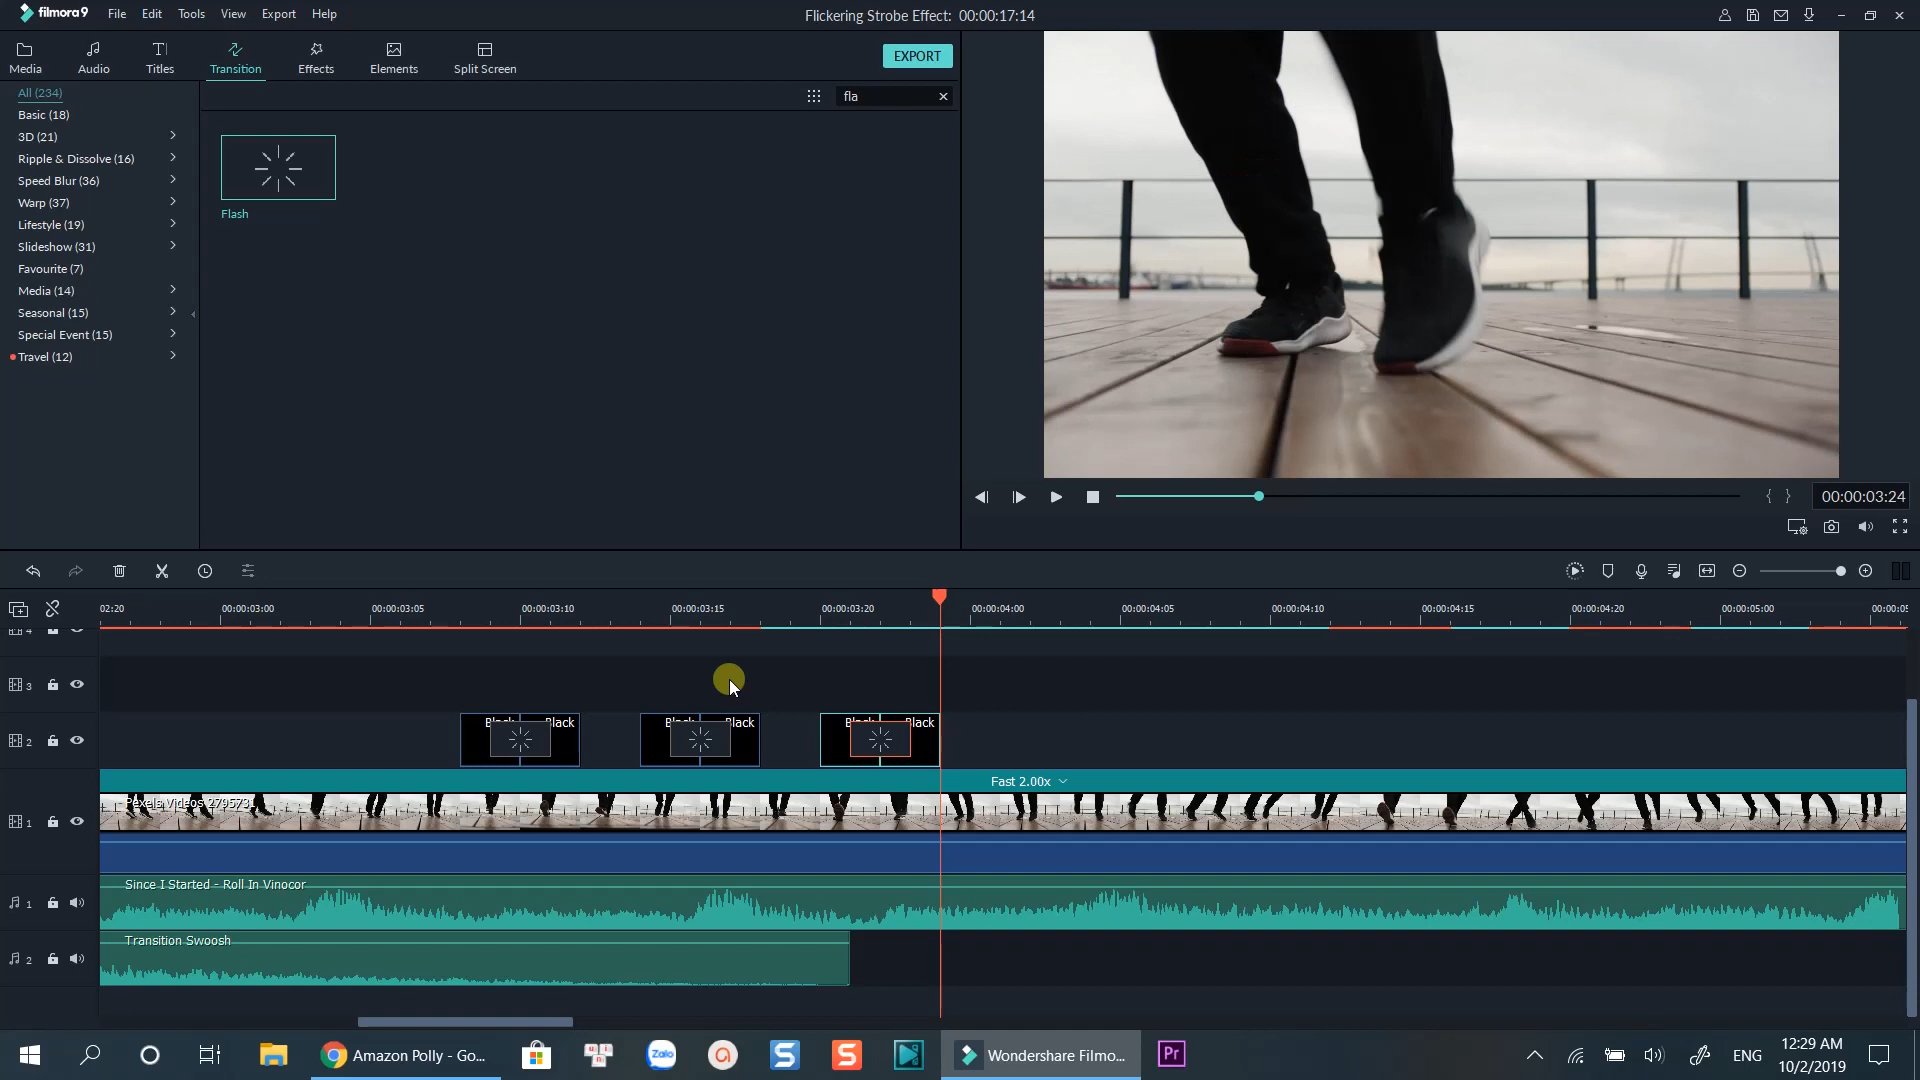 filmora9
File Edit Tools View Export Help
Flickering Strobe Effect: 00:00:17:14
Media
Audio
Titles
Transition
Effects
Elements
Split Screen
EXPORT
fla
All (234)
Basic (18)
3D (21)
Ripple & Dissolve (16)
Speed Blur (36)
Warp (37)
Lifestyle (19)
Slideshow (31)
Favourite (7)
Media (14)
Seasonal (15)
Special Event (15)
Travel (12)
Flash
00:00:03:24
02:20 00:00:03:00 00:00:03:05 00:00:03:10 00:00:03:15 00:00:03:20 00:00:04:00 00:00:04:05 00:00:04:10 00:00:04:15 00:00:04:20 00:00:05:00 00:00:05
4
3
2
Black Black Black Black Black Black
Fast 2.00x
Pexels Videos 2795731
1
Since I Started - Roll In Vinocor
1
Transition Swoosh
2
Amazon Polly - Go...
Zalo
S
S
Wondershare Filmo...
Pr
ENG
12:29 AM
10/2/2019